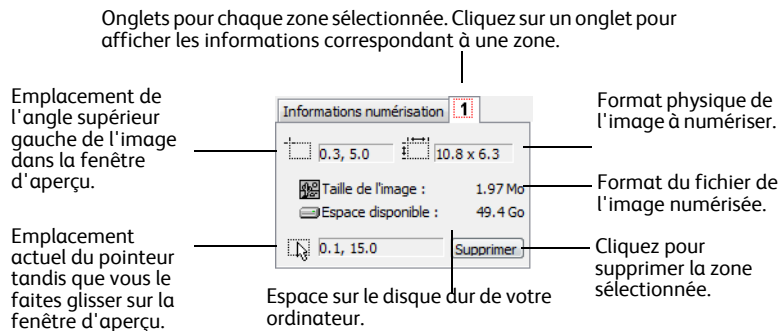 Onglets pour chaque zone sélectionnée. Cliquez sur un onglet pour
afficher les informations correspondant à une zone.
Emplacement de
l'angle supérieur
gauche de l'image
dans la fenêtre
d'aperçu.
Informations numérisation 1
0.3, 5.0 10.8 x 6.3
Taille de l'image : 1.97 Mo
Espace disponible : 49.4 Go
0.1, 15.0 Supprimer
Format physique de
l'image à numériser.
Format du fichier de
l'image numérisée.
Emplacement
actuel du pointeur
tandis que vous le
faites glisser sur la
fenêtre d'aperçu.
Cliquez pour
supprimer la zone
sélectionnée.
Espace sur le disque dur de votre
ordinateur.